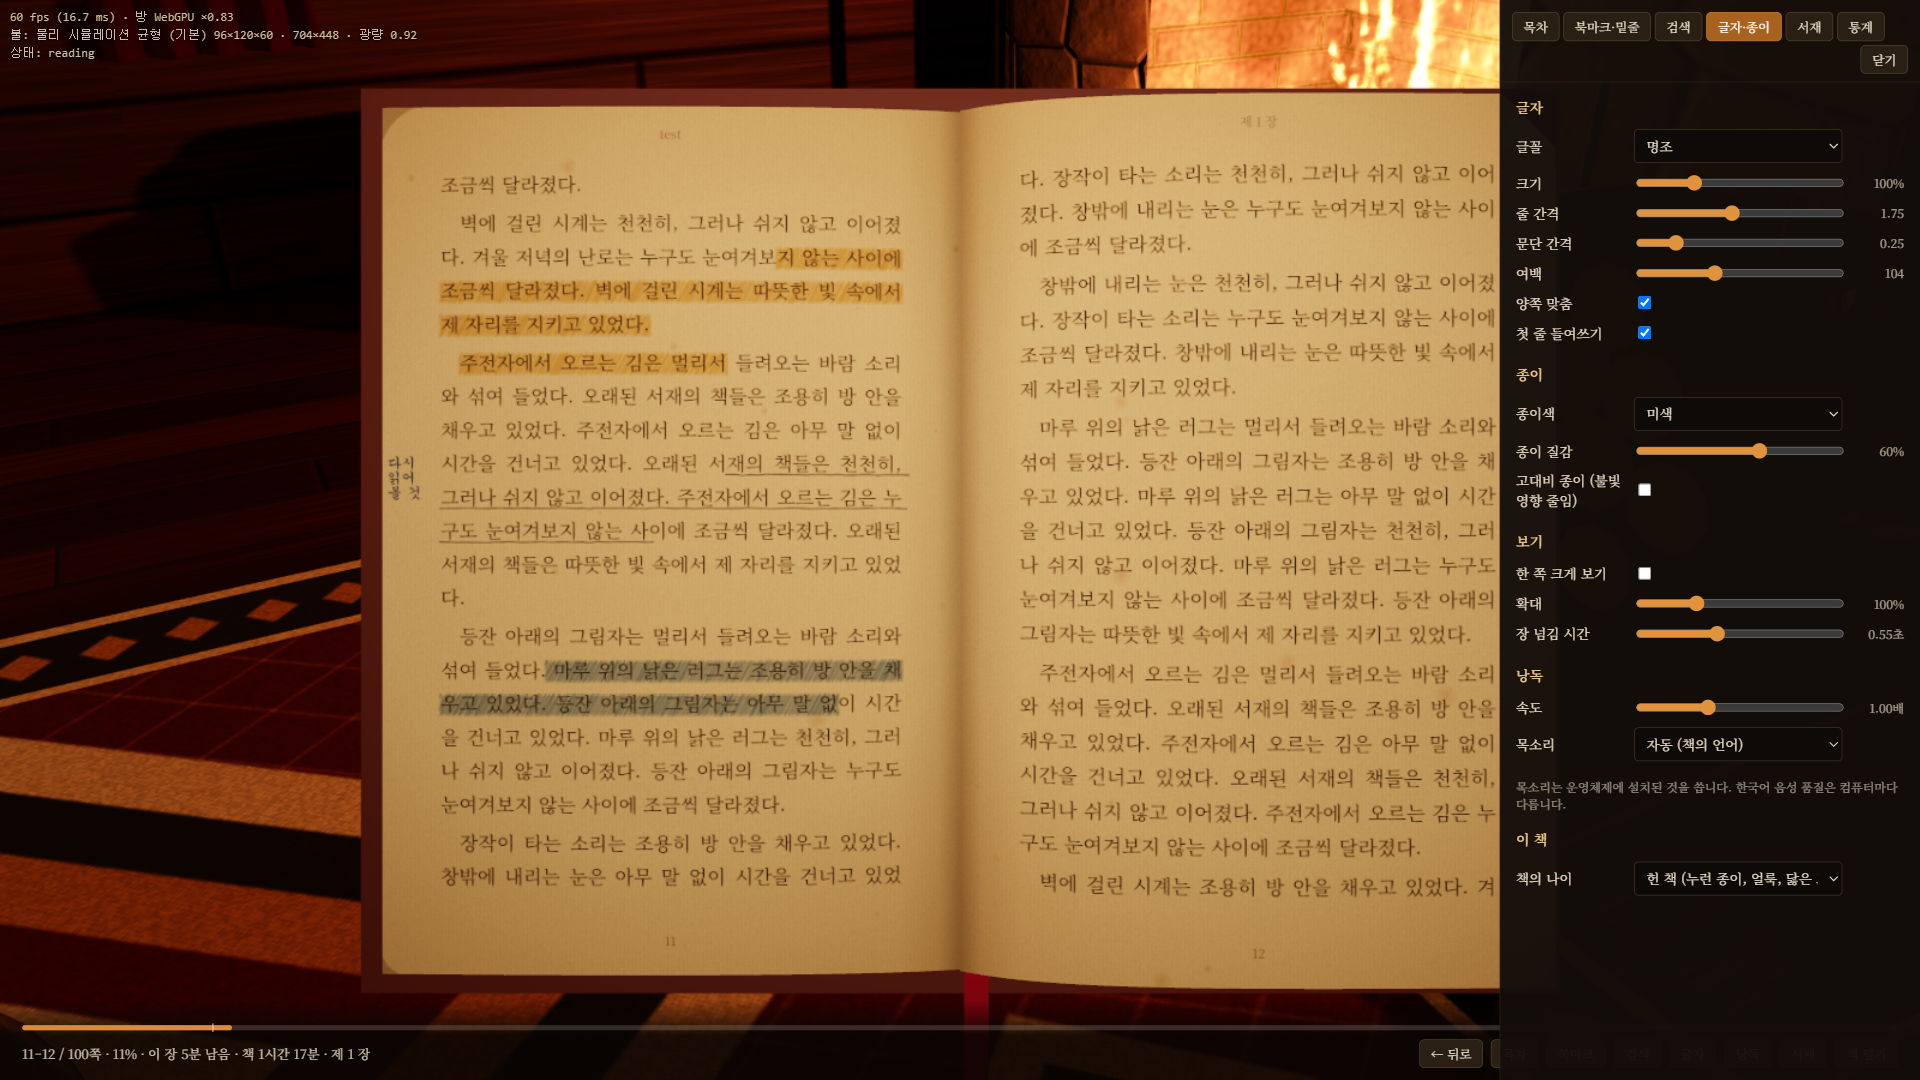 60 fps (16.7 ms) · 방 WebGPU ×0.83
불: 물리 시뮬레이션 균형 (기본) 96×120×60 · 704×448 · 광량 0.92
상태: reading
test
조금씩 달라졌다.
벽에 걸린 시계는 천천히, 그러나 쉬지 않고 이어졌
다. 겨울 저녁의 난로는 누구도 눈여겨보지 않는 사이에
조금씩 달라졌다. 벽에 걸린 시계는 따뜻한 빛 속에서
제 자리를 지키고 있었다.
주전자에서 오르는 김은 멀리서 들려오는 바람 소리
와 섞여 들었다. 오래된 서재의 책들은 조용히 방 안을
채우고 있었다. 주전자에서 오르는 김은 아무 말 없이
시간을 건너고 있었다. 오래된 서재의 책들은 천천히,
그러나 쉬지 않고 이어졌다. 주전자에서 오르는 김은 누
구도 눈여겨보지 않는 사이에 조금씩 달라졌다. 오래된
서재의 책들은 따뜻한 빛 속에서 제 자리를 지키고 있었
다.
등잔 아래의 그림자는 멀리서 들려오는 바람 소리와
섞여 들었다. 마루 위의 낡은 러그는 조용히 방 안을 채
우고 있었다. 등잔 아래의 그림자는 아무 말 없이 시간
을 건너고 있었다. 마루 위의 낡은 러그는 천천히, 그러
나 쉬지 않고 이어졌다. 등잔 아래의 그림자는 누구도
눈여겨보지 않는 사이에 조금씩 달라졌다.
장작이 타는 소리는 조용히 방 안을 채우고 있었다.
창밖에 내리는 눈은 아무 말 없이 시간을 건너고 있었
11
시어 것
다 읽을
제 1 장
다. 장작이 타는 소리는 천천히, 그러나 쉬지 않고 이어
졌다. 창밖에 내리는 눈은 누구도 눈여겨보지 않는 사이
에 조금씩 달라졌다.
창밖에 내리는 눈은 천천히, 그러나 쉬지 않고 이어졌
다. 장작이 타는 소리는 누구도 눈여겨보지 않는 사이에
조금씩 달라졌다. 창밖에 내리는 눈은 따뜻한 빛 속에서
제 자리를 지키고 있었다.
마루 위의 낡은 러그는 멀리서 들려오는 바람 소리와
섞여 들었다. 등잔 아래의 그림자는 조용히 방 안을 채
우고 있었다. 마루 위의 낡은 러그는 아무 말 없이 시간
을 건너고 있었다. 등잔 아래의 그림자는 천천히, 그러
나 쉬지 않고 이어졌다. 마루 위의 낡은 러그는 누구도
눈여겨보지 않는 사이에 조금씩 달라졌다. 등잔 아래의
그림자는 따뜻한 빛 속에서 제 자리를 지키고 있었다.
주전자에서 오르는 김은 멀리서 들려오는 바람 소리
와 섞여 들었다. 오래된 서재의 책들은 조용히 방 안을
채우고 있었다. 주전자에서 오르는 김은 아무 말 없이
시간을 건너고 있었다. 오래된 서재의 책들은 천천히,
그러나 쉬지 않고 이어졌다. 주전자에서 오르는 김은 누
구도 눈여겨보지 않는 사이에 조금씩 달라졌다.
벽에 걸린 시계는 조용히 방 안을 채우고 있었다. 겨
12
11–12 / 100쪽 · 11% · 이 장 5분 남음 · 책 1시간 17분 · 제 1 장
← 뒤로
목차 북마크·밑줄 검색 글자·종이 서재 통계
닫기
글자
글꼴 명조
크기 100%
줄 간격 1.75
문단 간격 0.25
여백 104
양쪽 맞춤
첫 줄 들여쓰기
종이
종이색 미색
종이 질감 60%
고대비 종이 (불빛
영향 줄임)
보기
한 쪽 크게 보기
확대 100%
장 넘김 시간 0.55초
낭독
속도 1.00배
목소리 자동 (책의 언어)
목소리는 운영체제에 설치된 것을 씁니다. 한국어 음성 품질은 컴퓨터마다
다릅니다.
이 책
책의 나이 헌 책 (누런 종이, 얼룩, 닳은